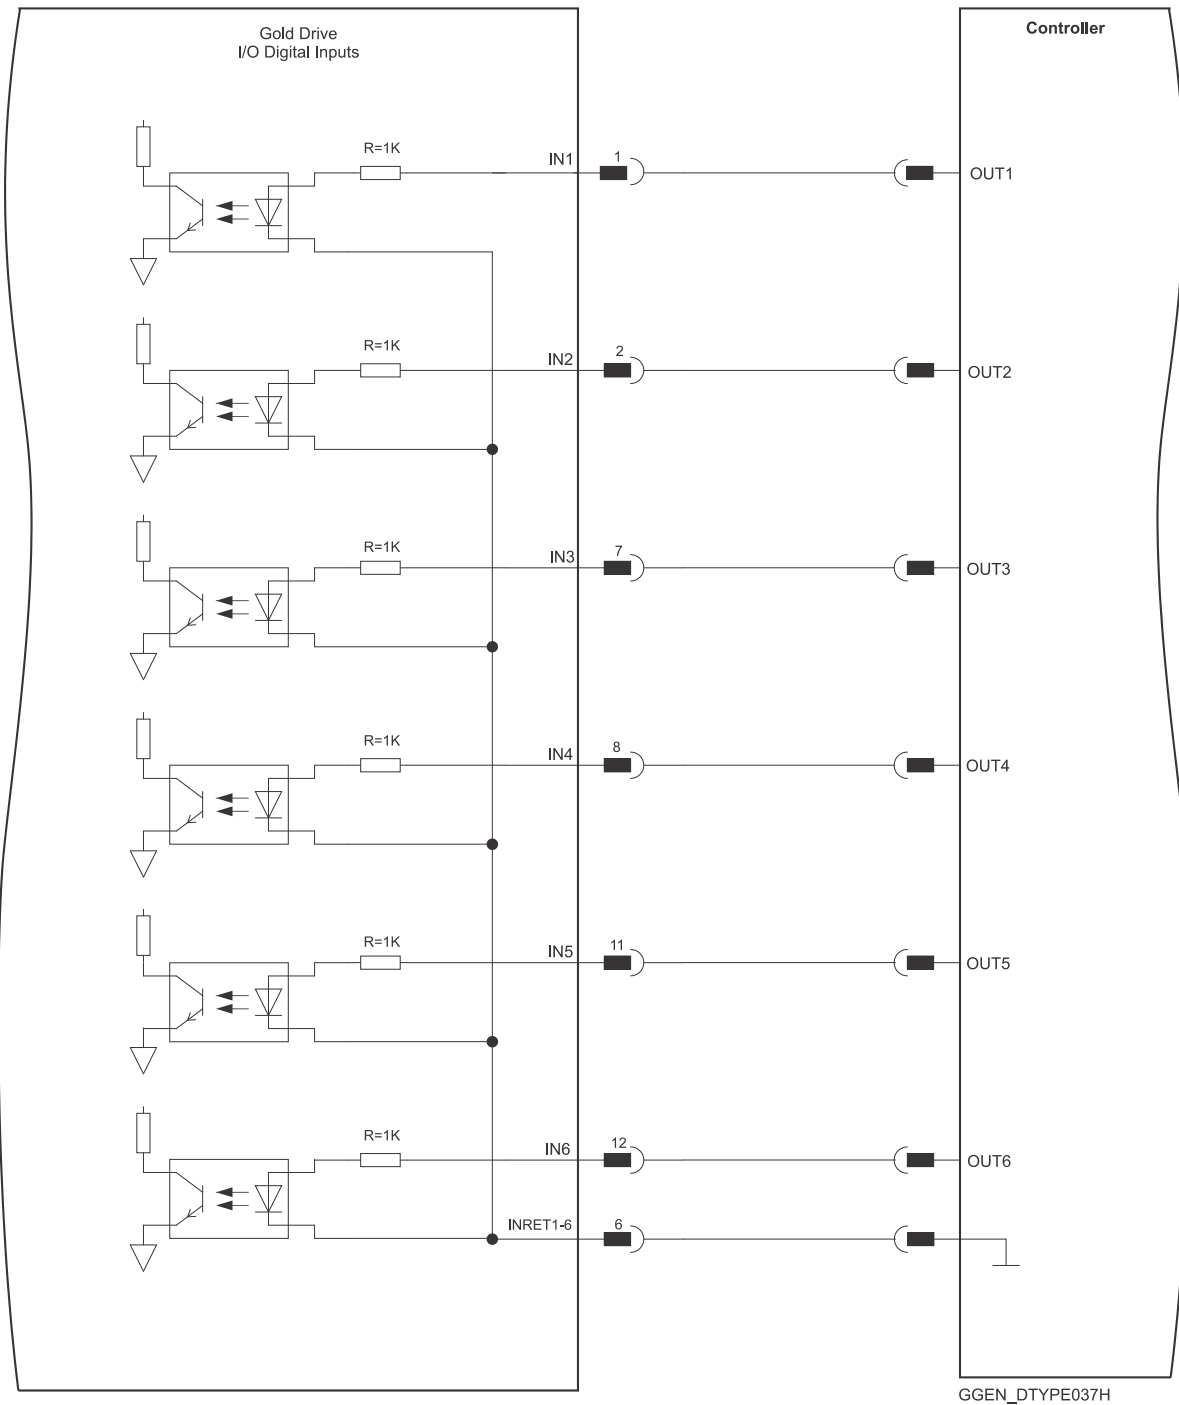 Gold Drive
I/O Digital Inputs
Controller
R=1K
IN1
1
OUT1
R=1K
IN2
2
OUT2
R=1K
IN3
7
OUT3
R=1K
IN4
8
OUT4
R=1K
IN5
11
OUT5
R=1K
IN6
12
OUT6
INRET1-6
6
GGEN_DTYPE037H